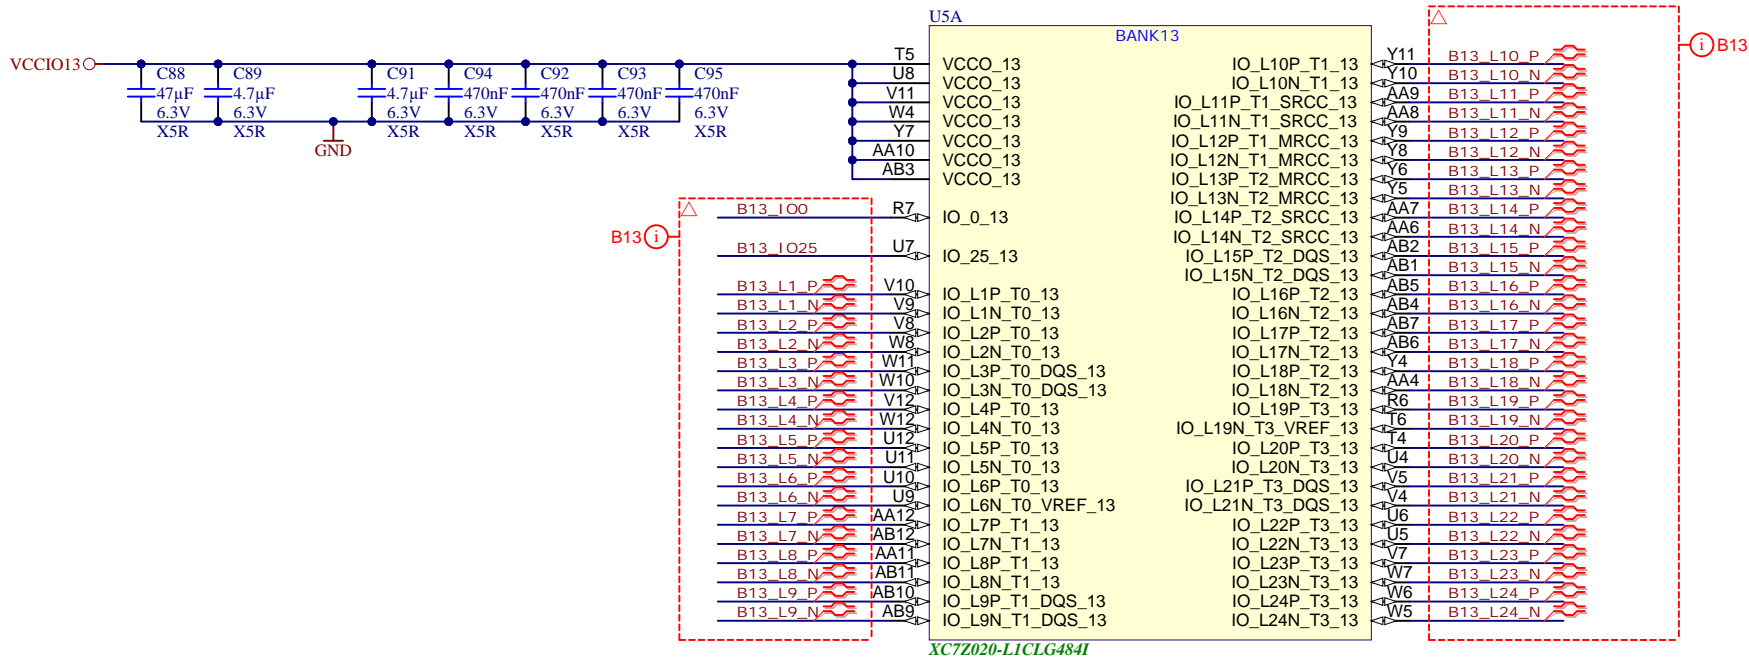 U5A
BANK13
VCCIO13
C88
47µF
6.3V
X5R
C89
4.7µF
6.3V
X5R
C91
4.7µF
6.3V
X5R
C94
470nF
6.3V
X5R
C92
470nF
6.3V
X5R
C93
470nF
6.3V
X5R
C95
470nF
6.3V
X5R
GND
T5 VCCO_13
U8 VCCO_13
V11 VCCO_13
W4 VCCO_13
Y7 VCCO_13
AA10 VCCO_13
AB3 VCCO_13
B13 i
B13_IO0 R7 IO_0_13
B13_IO25 U7 IO_25_13
B13_L1_P V10 IO_L1P_T0_13
B13_L1_N V9 IO_L1N_T0_13
B13_L2_P V8 IO_L2P_T0_13
B13_L2_N W8 IO_L2N_T0_13
B13_L3_P W11 IO_L3P_T0_DQS_13
B13_L3_N W10 IO_L3N_T0_DQS_13
B13_L4_P V12 IO_L4P_T0_13
B13_L4_N W12 IO_L4N_T0_13
B13_L5_P U12 IO_L5P_T0_13
B13_L5_N U11 IO_L5N_T0_13
B13_L6_P U10 IO_L6P_T0_13
B13_L6_N U9 IO_L6N_T0_VREF_13
B13_L7_P AA12 IO_L7P_T1_13
B13_L7_N AB12 IO_L7N_T1_13
B13_L8_P AA11 IO_L8P_T1_13
B13_L8_N AB11 IO_L8N_T1_13
B13_L9_P AB10 IO_L9P_T1_DQS_13
B13_L9_N AB9 IO_L9N_T1_DQS_13
IO_L10P_T1_13 Y11 B13_L10_P
IO_L10N_T1_13 Y10 B13_L10_N
IO_L11P_T1_SRCC_13 AA9 B13_L11_P
IO_L11N_T1_SRCC_13 AA8 B13_L11_N
IO_L12P_T1_MRCC_13 Y9 B13_L12_P
IO_L12N_T1_MRCC_13 Y8 B13_L12_N
IO_L13P_T2_MRCC_13 Y6 B13_L13_P
IO_L13N_T2_MRCC_13 Y5 B13_L13_N
IO_L14P_T2_SRCC_13 AA7 B13_L14_P
IO_L14N_T2_SRCC_13 AA6 B13_L14_N
IO_L15P_T2_DQS_13 AB2 B13_L15_P
IO_L15N_T2_DQS_13 AB1 B13_L15_N
IO_L16P_T2_13 AB5 B13_L16_P
IO_L16N_T2_13 AB4 B13_L16_N
IO_L17P_T2_13 AB7 B13_L17_P
IO_L17N_T2_13 AB6 B13_L17_N
IO_L18P_T2_13 Y4 B13_L18_P
IO_L18N_T2_13 AA4 B13_L18_N
IO_L19P_T3_13 R6 B13_L19_P
IO_L19N_T3_VREF_13 T6 B13_L19_N
IO_L20P_T3_13 T4 B13_L20_P
IO_L20N_T3_13 U4 B13_L20_N
IO_L21P_T3_DQS_13 V5 B13_L21_P
IO_L21N_T3_DQS_13 V4 B13_L21_N
IO_L22P_T3_13 U6 B13_L22_P
IO_L22N_T3_13 U5 B13_L22_N
IO_L23P_T3_13 V7 B13_L23_P
IO_L23N_T3_13 W7 B13_L23_N
IO_L24P_T3_13 W6 B13_L24_P
IO_L24N_T3_13 W5 B13_L24_N
i B13
XC7Z020-L1CLG484I